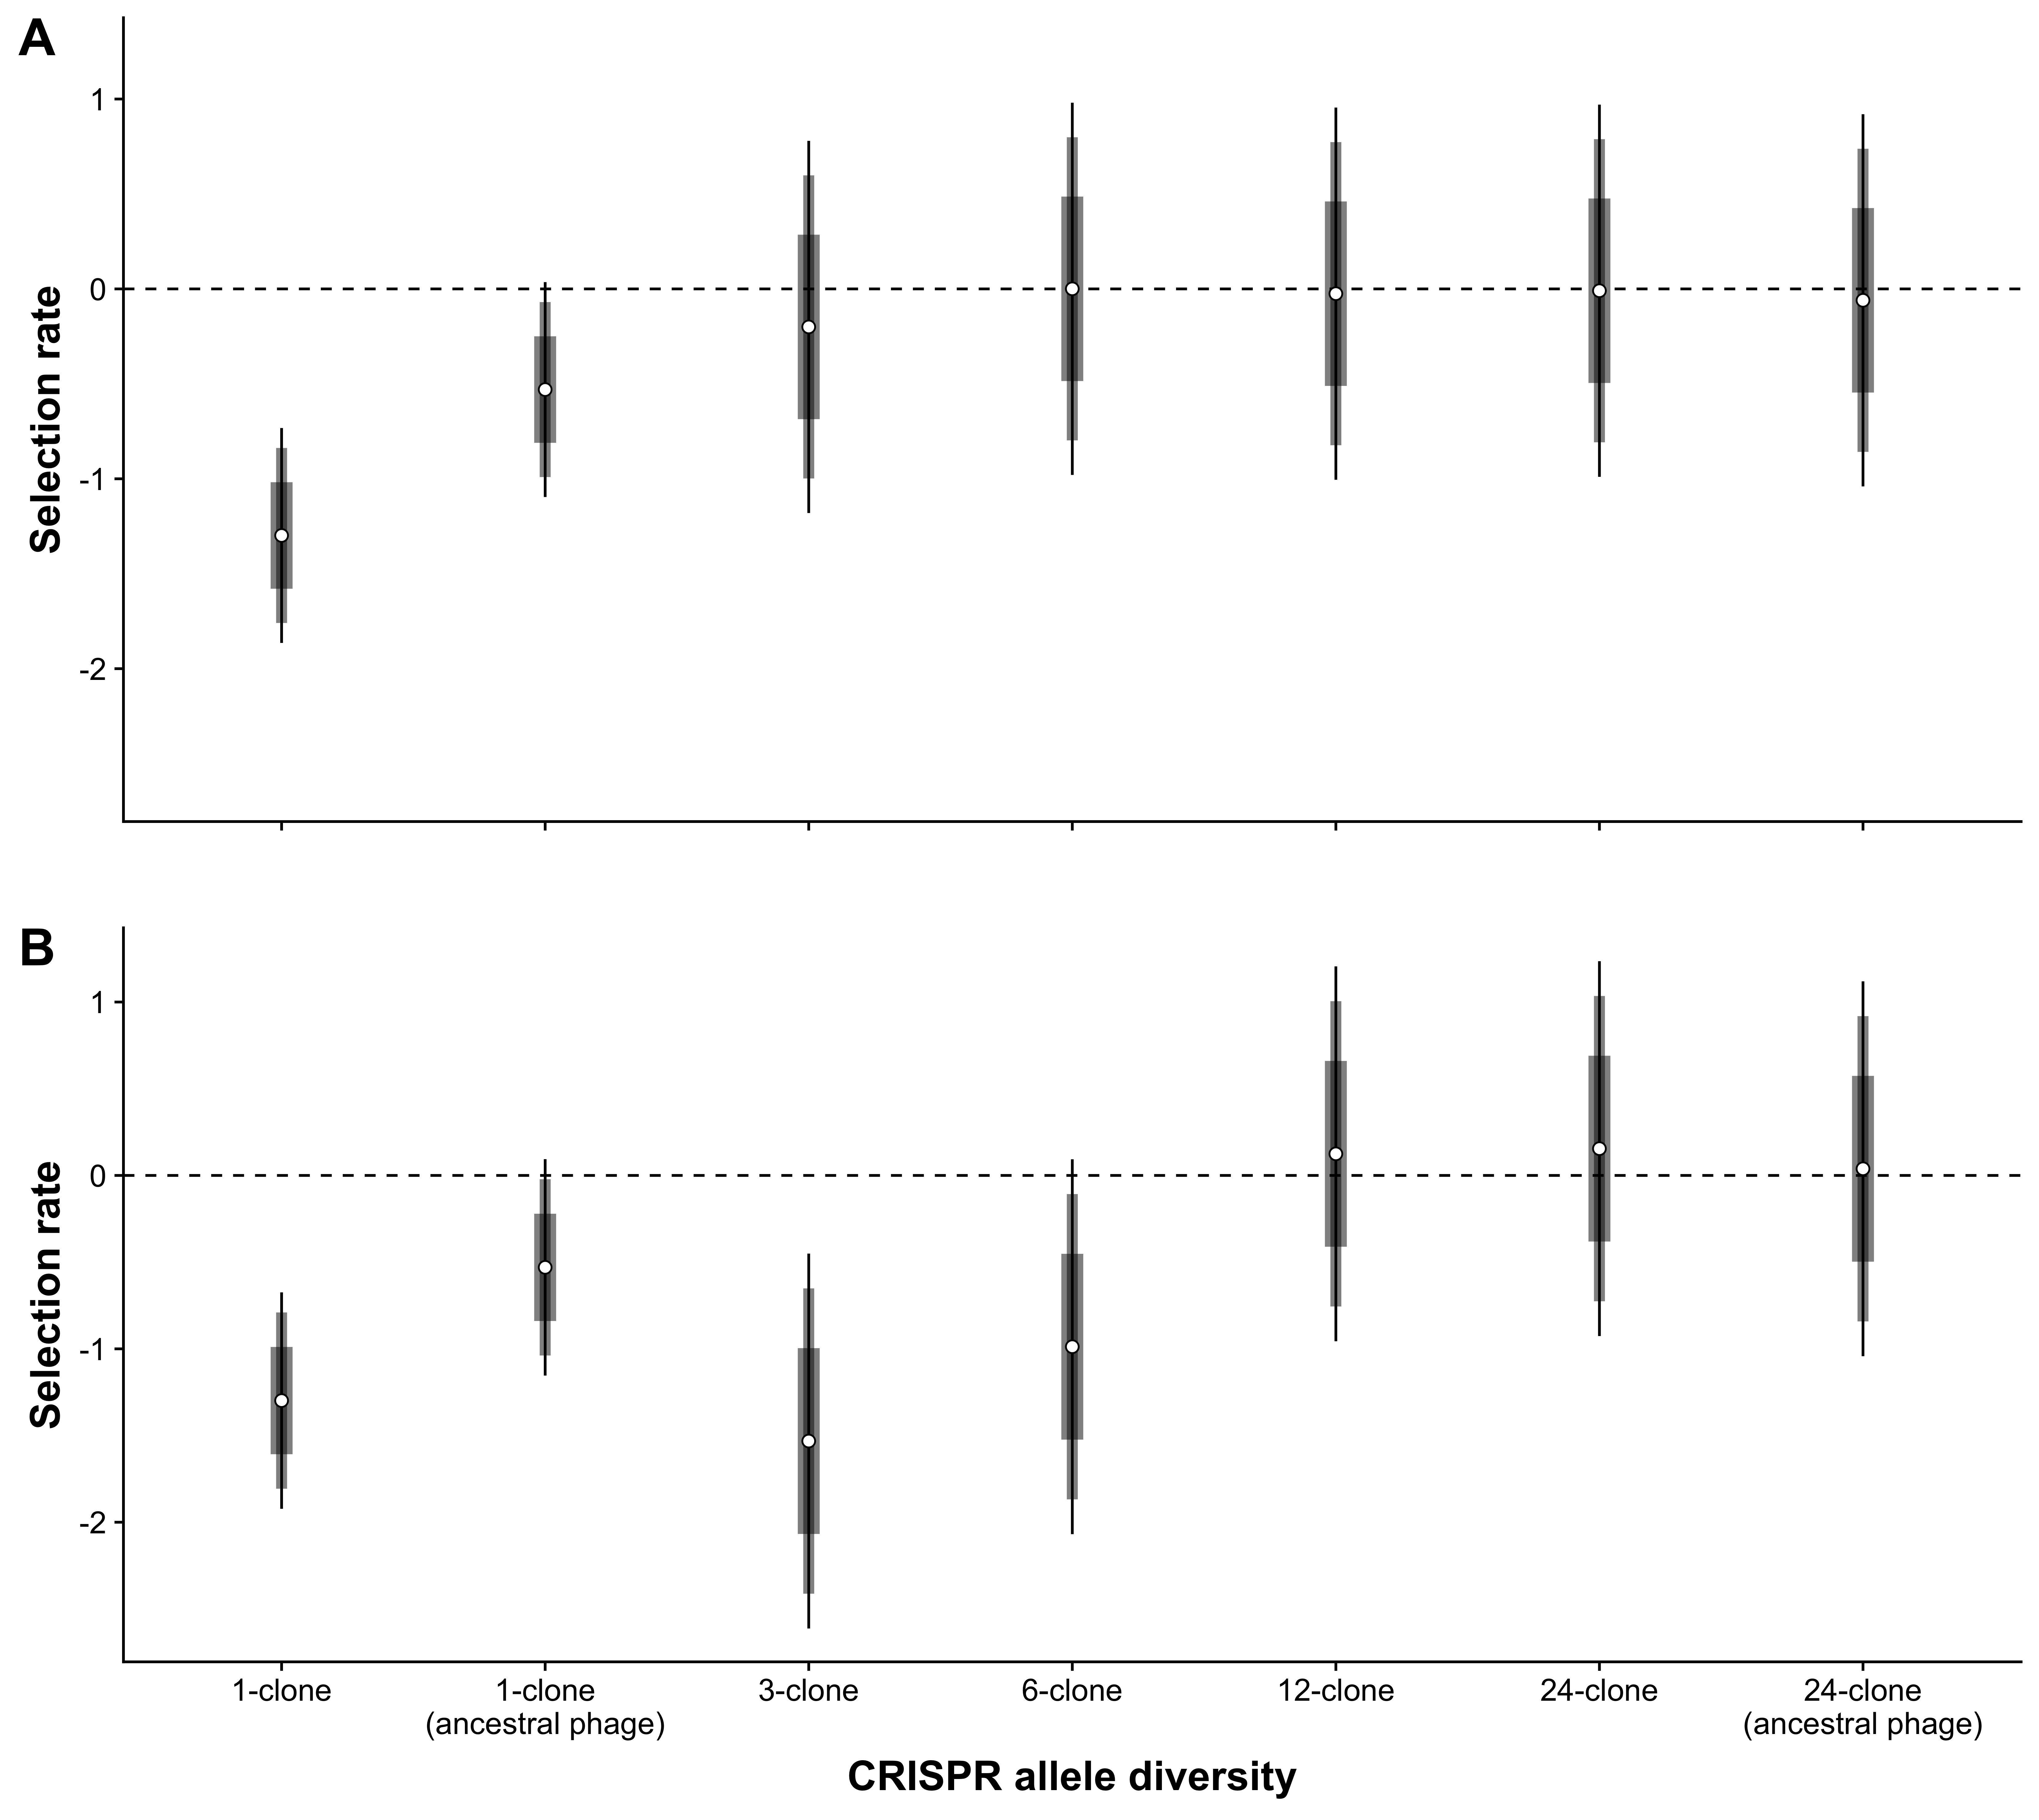 A
Selection rate
1
0
-1
-2
B
Selection rate
1
0
-1
-2
1-clone
1-clone
(ancestral phage)
3-clone
6-clone
12-clone
24-clone
24-clone
(ancestral phage)
CRISPR allele diversity